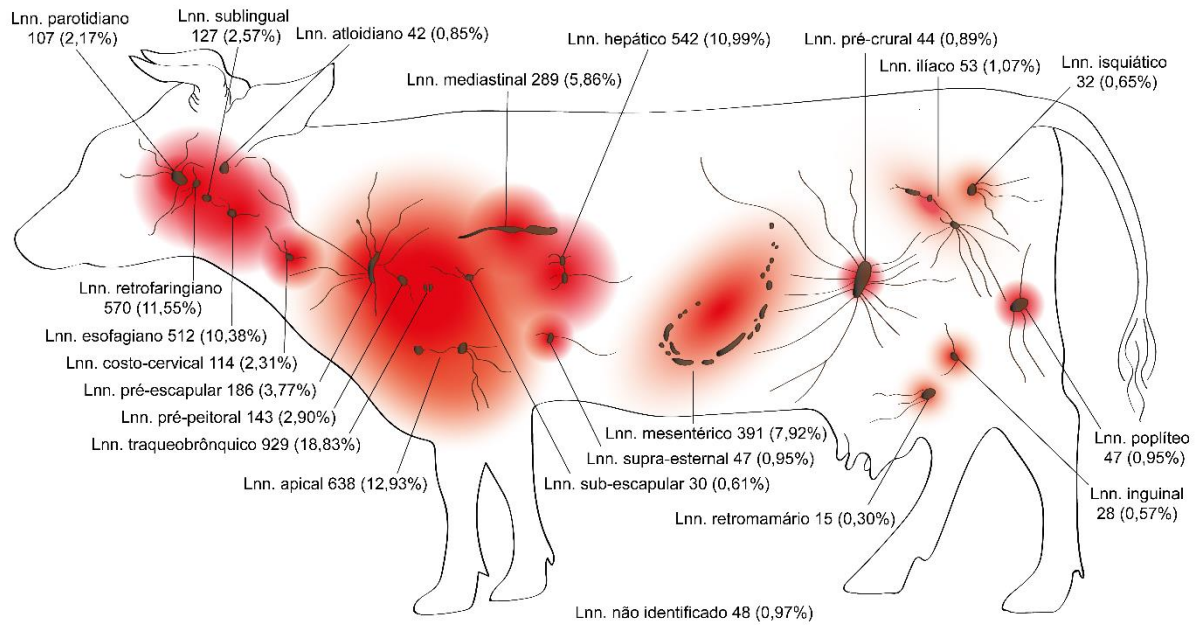 Lnn. parotidiano
107 (2,17%)
Lnn. sublingual
127 (2,57%)
Lnn. atloidiano 42 (0,85%)
Lnn. hepático 542 (10,99%)
Lnn. mediastinal 289 (5,86%)
Lnn. pré-crural 44 (0,89%)
Lnn. ilíaco 53 (1,07%)
Lnn. isquiático
32 (0,65%)
Lnn. retrofaringiano
570 (11,55%)
Lnn. esofagiano 512 (10,38%)
Lnn. costo-cervical 114 (2,31%)
Lnn. pré-escapular 186 (3,77%)
Lnn. pré-peitoral 143 (2,90%)
Lnn. traqueobrônquico 929 (18,83%)
Lnn. apical 638 (12,93%)
Lnn. mesentérico 391 (7,92%)
Lnn. supra-esternal 47 (0,95%)
Lnn. sub-escapular 30 (0,61%)
Lnn. retromamário 15 (0,30%)
Lnn. poplíteo
47 (0,95%)
Lnn. inguinal
28 (0,57%)
Lnn. não identificado 48 (0,97%)